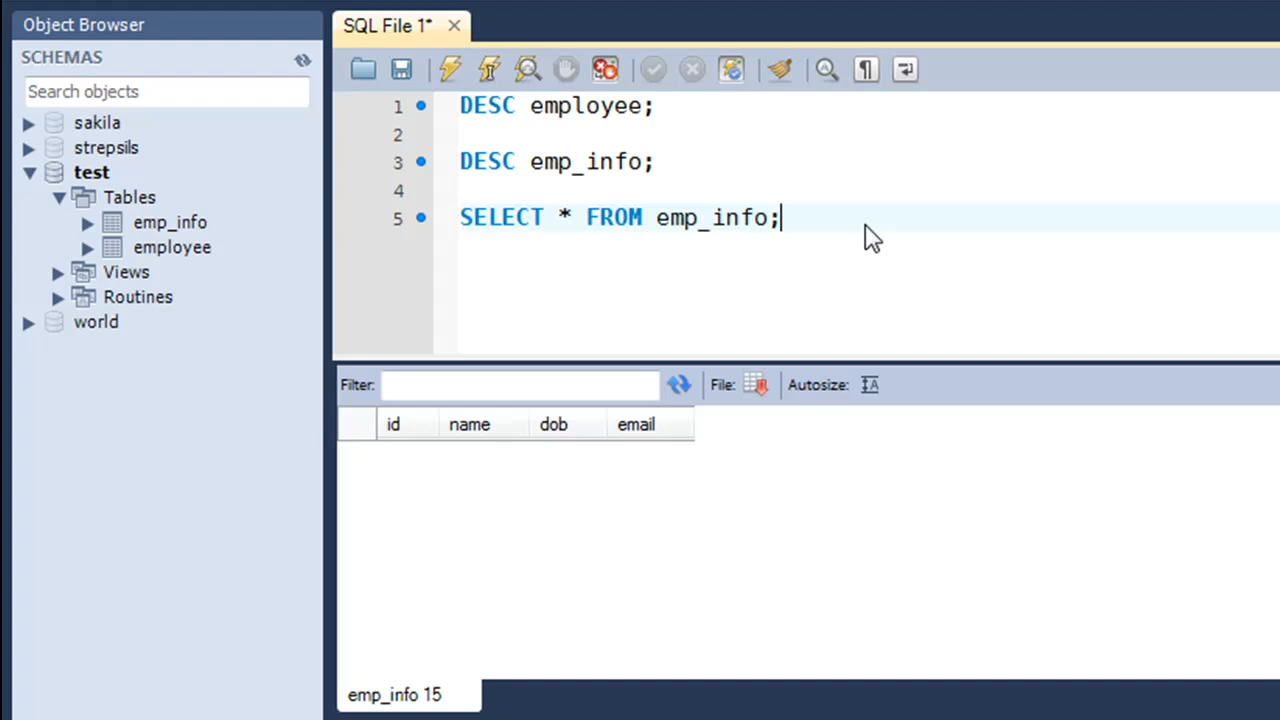 Object Browser
SCHEMAS
Search objects
sakila
strepsils
test
Tables
emp_info
employee
Views
Routines
world
SQL File 1*
1 DESC employee;
2
3 DESC emp_info;
4
5 SELECT * FROM emp_info;
Filter: File: Autosize:
id name dob email
emp_info 15